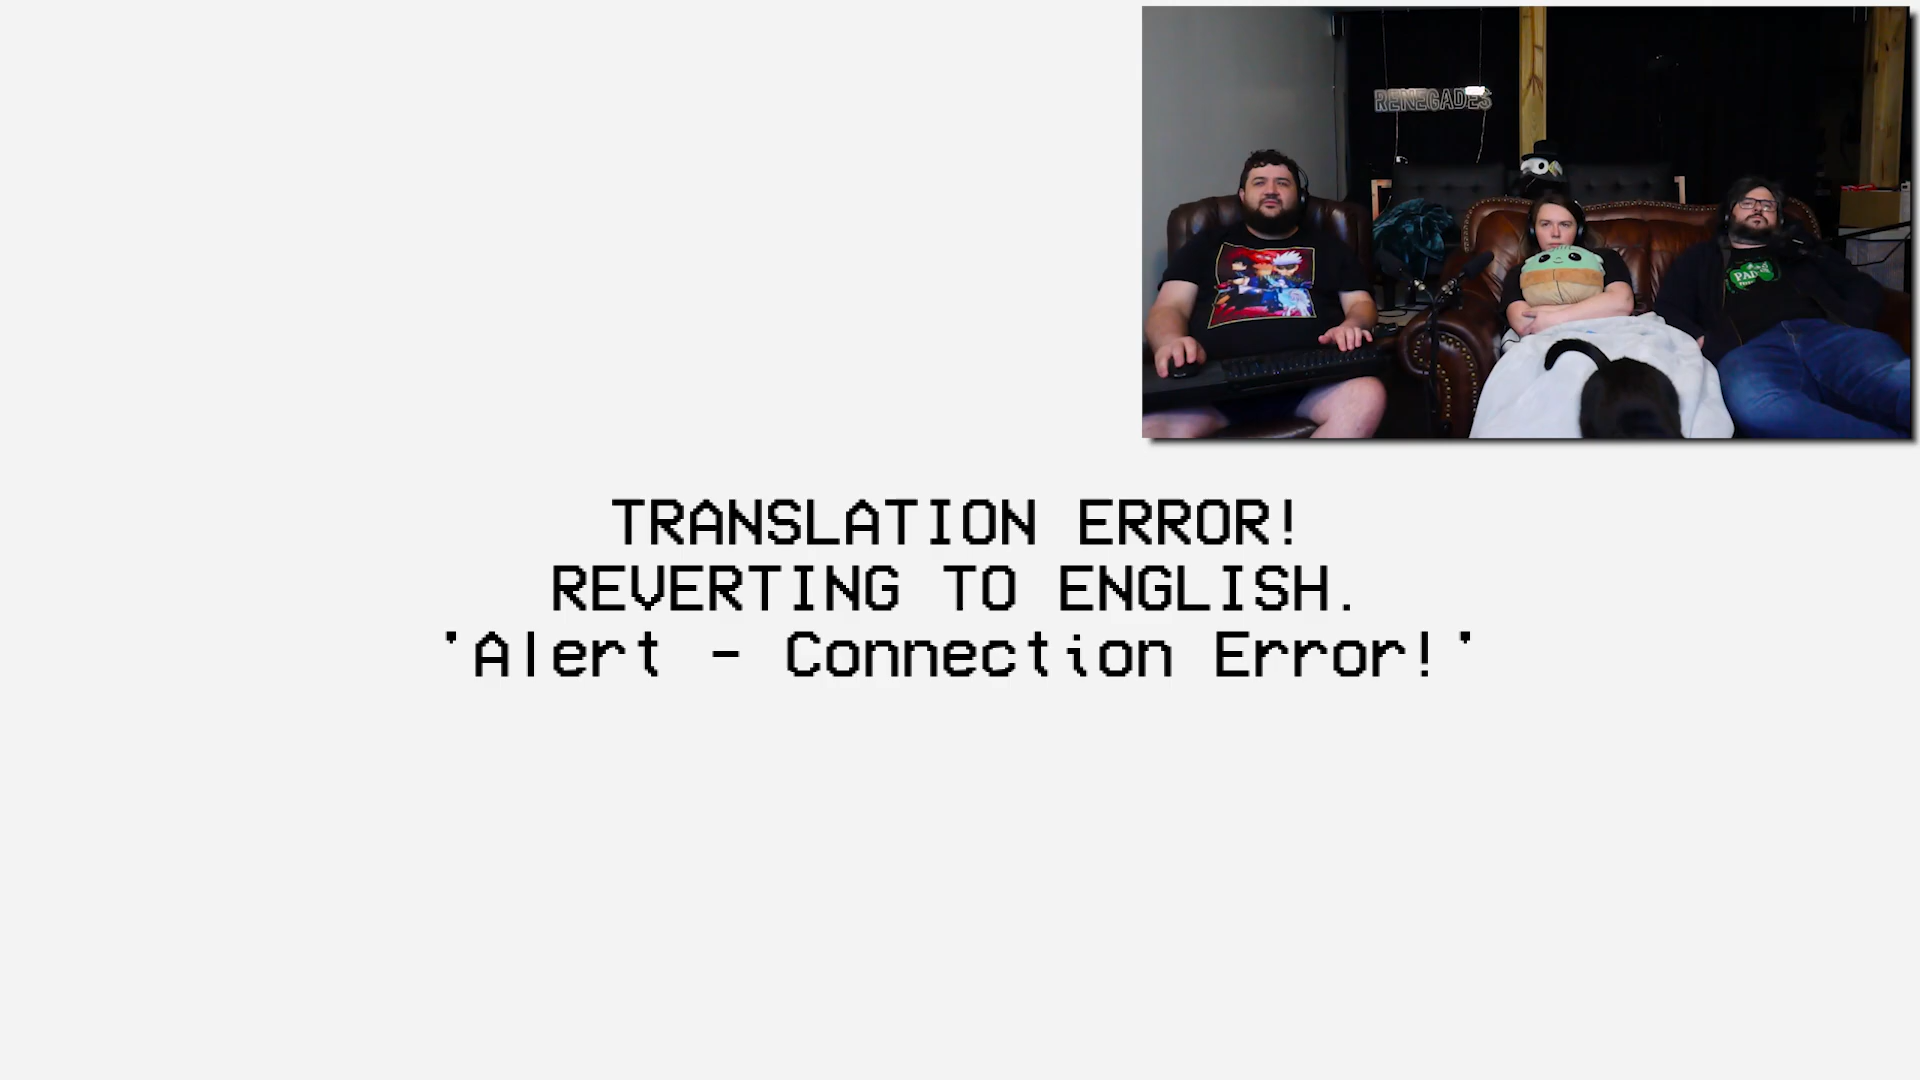 RENEGADES
TRANSLATION ERROR!
REVERTING TO ENGLISH.
'Alert - Connection Error!'